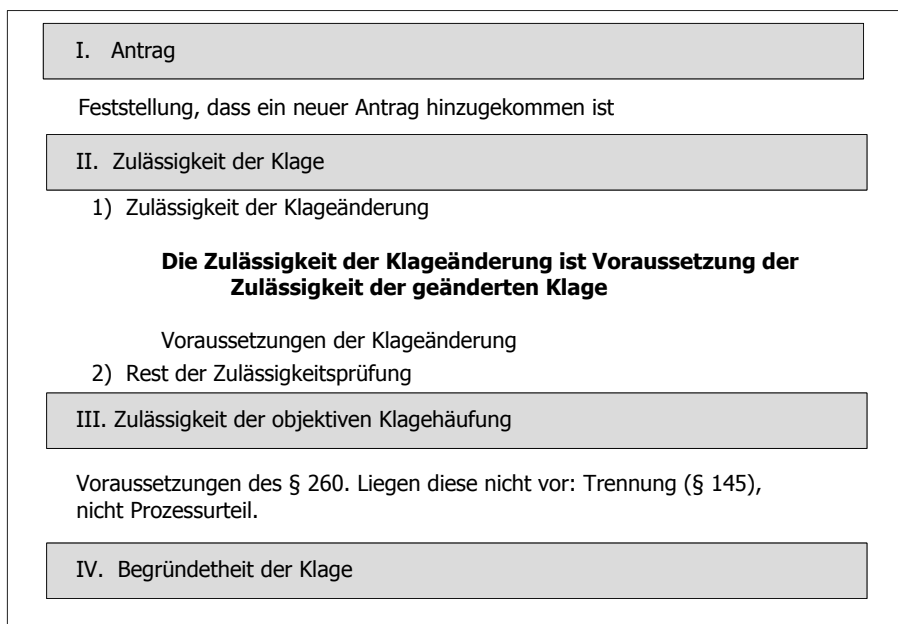 I. Antrag
Feststellung, dass ein neuer Antrag hinzugekommen ist
II. Zulässigkeit der Klage
1) Zulässigkeit der Klageänderung
Die Zulässigkeit der Klageänderung ist Voraussetzung der
Zulässigkeit der geänderten Klage
Voraussetzungen der Klageänderung
2) Rest der Zulässigkeitsprüfung
III. Zulässigkeit der objektiven Klagehäufung
Voraussetzungen des § 260. Liegen diese nicht vor: Trennung (§ 145),
nicht Prozessurteil.
IV. Begründetheit der Klage